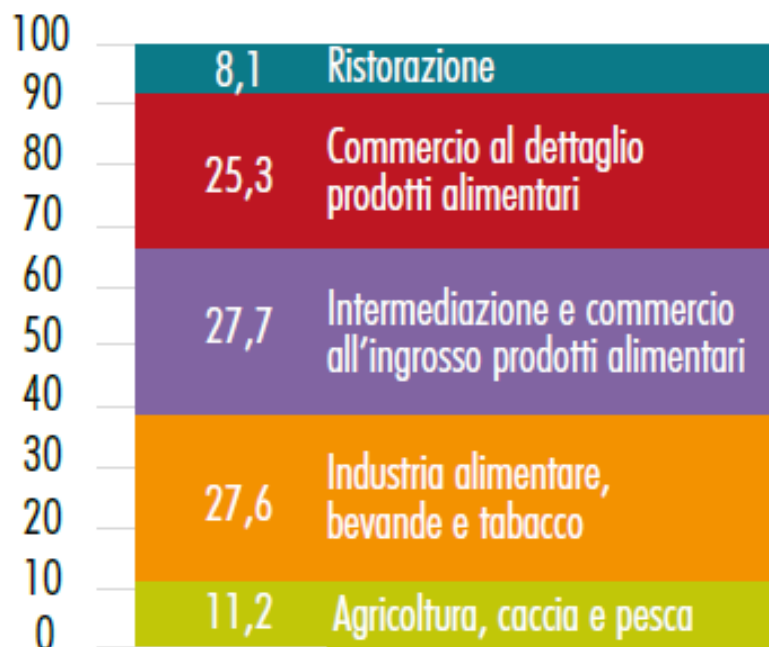 100
90
80
70
60
50
40
30
20
10
0
8,1 Ristorazione
25,3 Commercio al dettaglio
prodotti alimentari
27,7 Intermediazione e commercio
all'ingrosso prodotti alimentari
27,6 Industria alimentare,
bevande e tabacco
11,2 Agricoltura, caccia e pesca